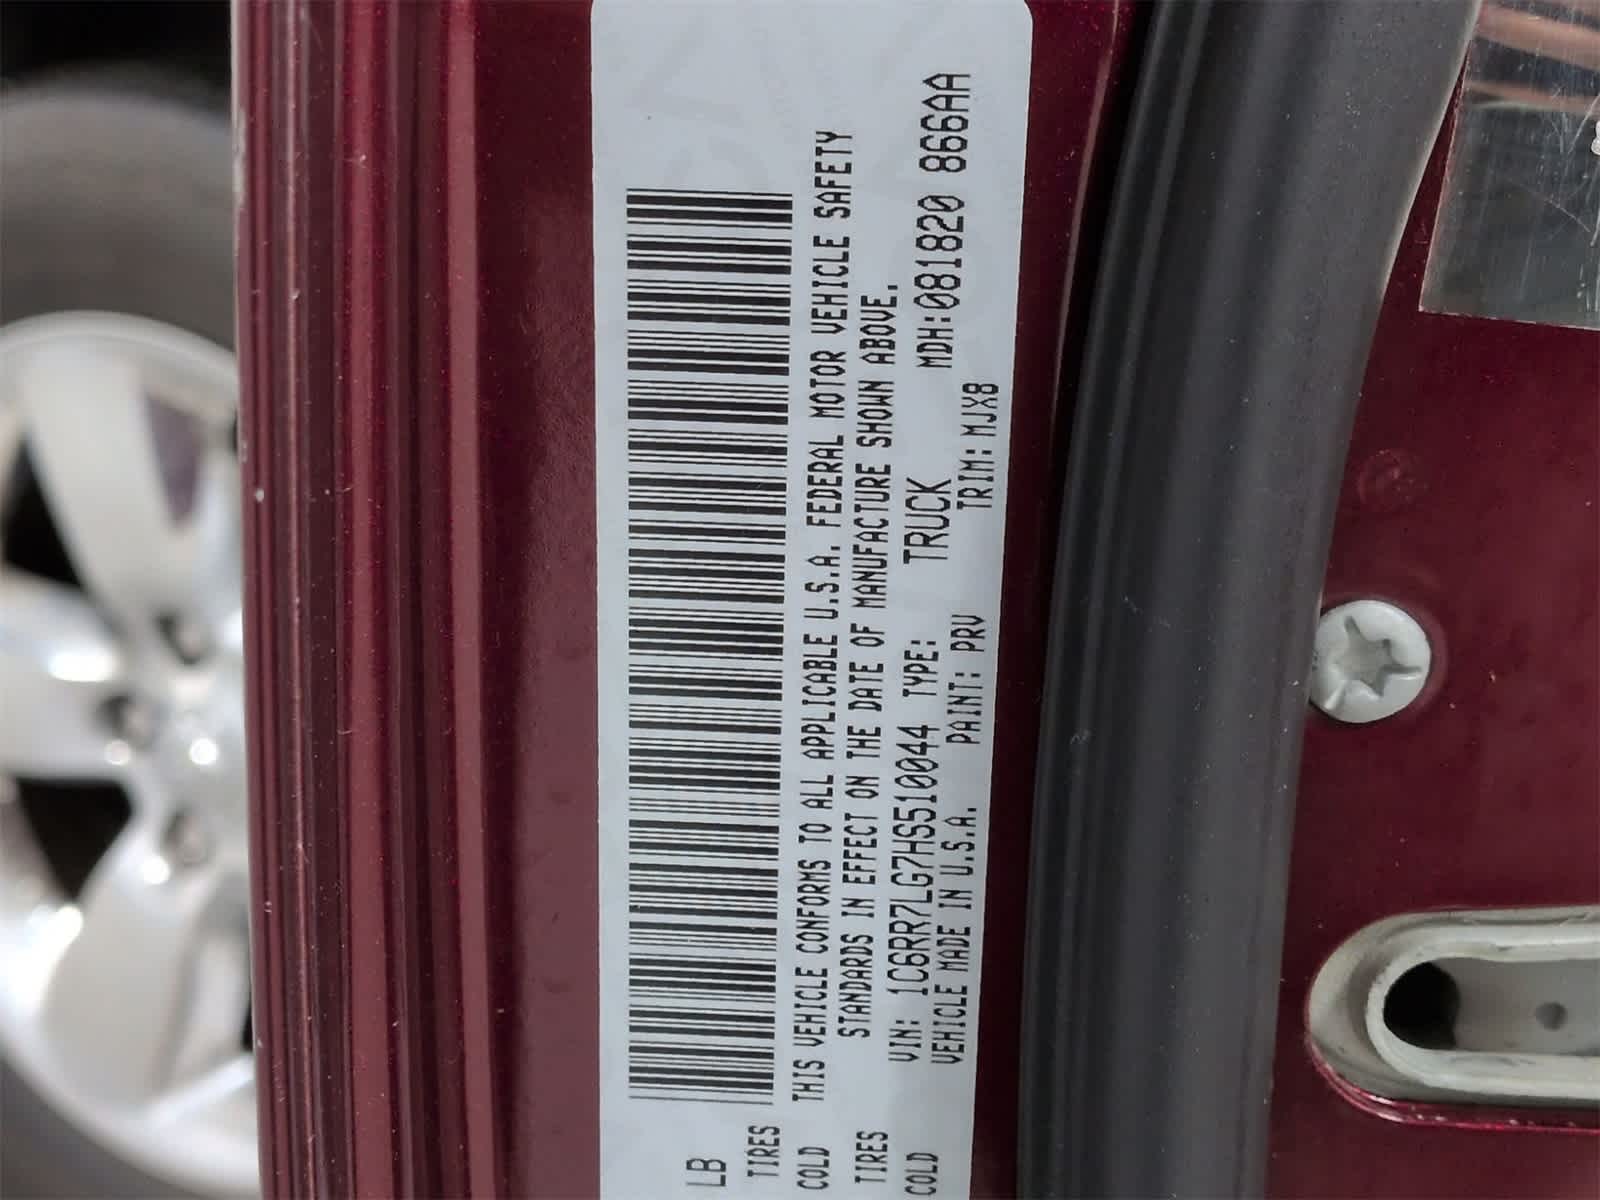 LB
TIRES
COLD
THIS VEHICLE CONFORMS TO ALL APPLICABLE U.S.A. FEDERAL MOTOR VEHICLE SAFETY
STANDARDS IN EFFECT ON THE DATE OF MANUFACTURE SHOWN ABOVE.
TIRES
COLD
VIN: 1C6RR7LG7HS510044 TYPE: TRUCK MDH:081820 866AA
VEHICLE MADE IN U.S.A. PAINT: PRV TRIM: MJX8